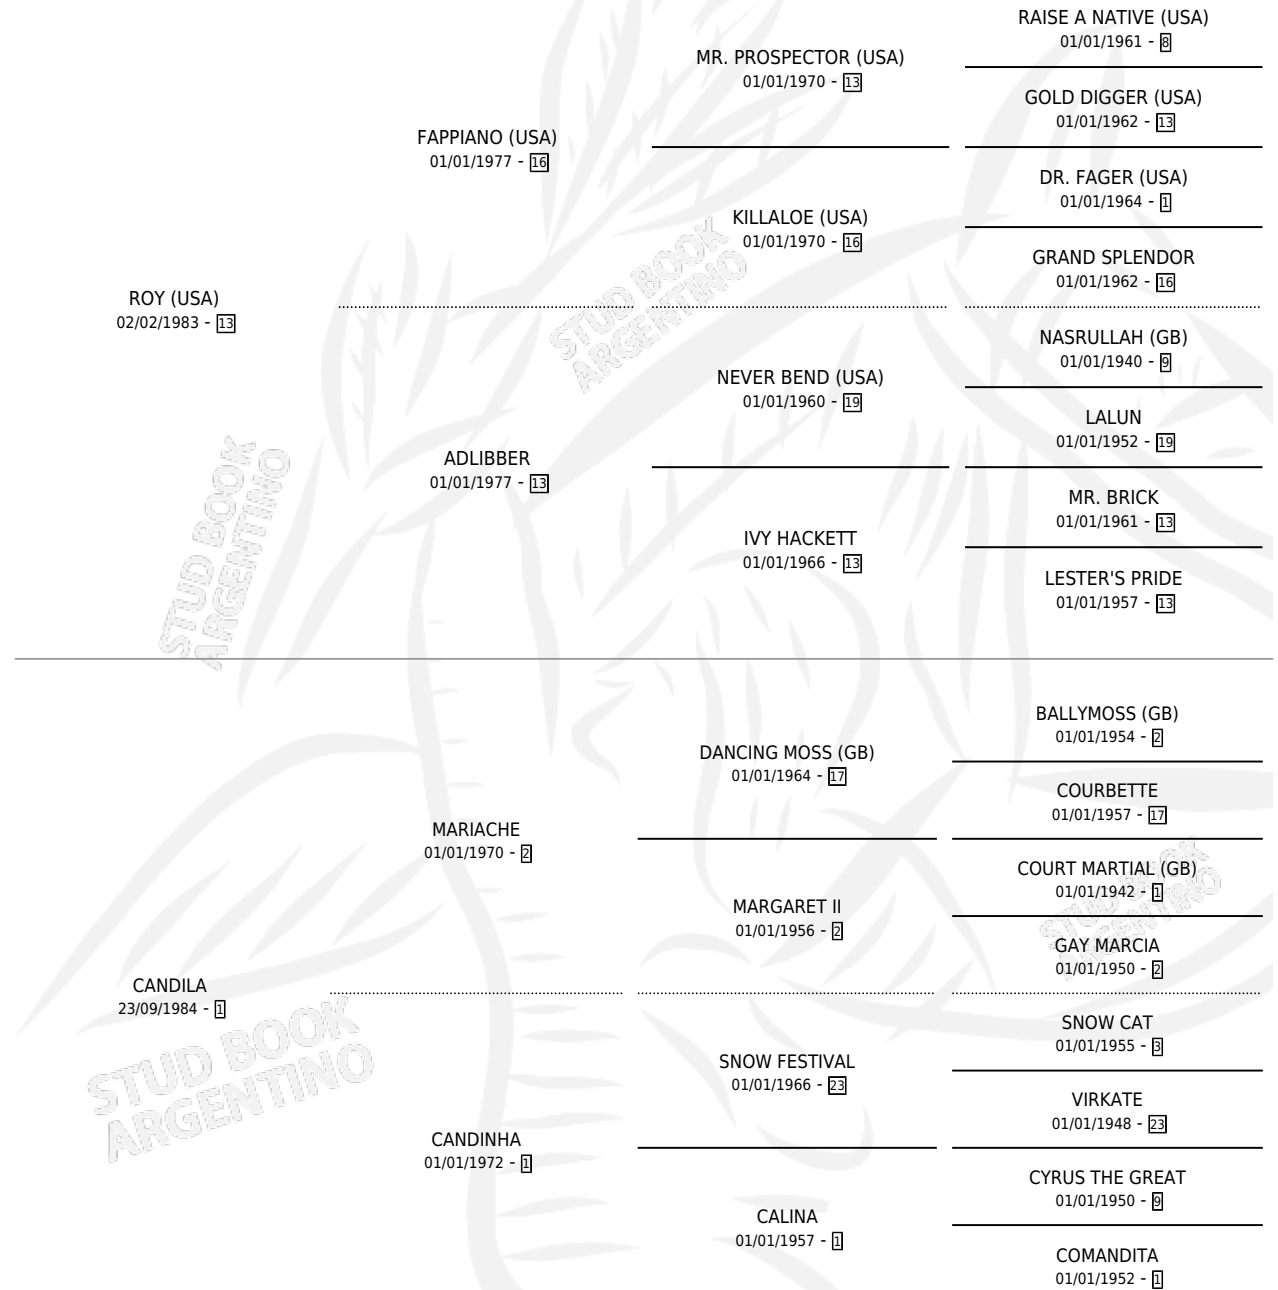 RAISE A NATIVE (USA)
01/01/1961 - 8
MR. PROSPECTOR (USA)
01/01/1970 - 13
GOLD DIGGER (USA)
01/01/1962 - 13
FAPPIANO (USA)
01/01/1977 - 16
DR. FAGER (USA)
01/01/1964 - 1
KILLALOE (USA)
01/01/1970 - 16
GRAND SPLENDOR
01/01/1962 - 16
ROY (USA)
02/02/1983 - 13
NASRULLAH (GB)
01/01/1940 - 9
NEVER BEND (USA)
01/01/1960 - 19
LALUN
01/01/1952 - 19
ADLIBBER
01/01/1977 - 13
MR. BRICK
01/01/1961 - 13
IVY HACKETT
01/01/1966 - 13
LESTER'S PRIDE
01/01/1957 - 13
BALLYMOSS (GB)
01/01/1954 - 2
DANCING MOSS (GB)
01/01/1964 - 17
COURBETTE
01/01/1957 - 17
MARIACHE
01/01/1970 - 2
COURT MARTIAL (GB)
01/01/1942 - 1
MARGARET II
01/01/1956 - 2
GAY MARCIA
01/01/1950 - 2
CANDILA
23/09/1984 - 1
SNOW CAT
01/01/1955 - 3
SNOW FESTIVAL
01/01/1966 - 23
VIRKATE
01/01/1948 - 23
CANDINHA
01/01/1972 - 1
CYRUS THE GREAT
01/01/1950 - 9
CALINA
01/01/1957 - 1
COMANDITA
01/01/1952 - 1
STUD BOOK
ARGENTINO
STUD BOOK
ARGENTINO
STUD BOOK
ARGENTINO
STUD BOOK
ARGENTINO